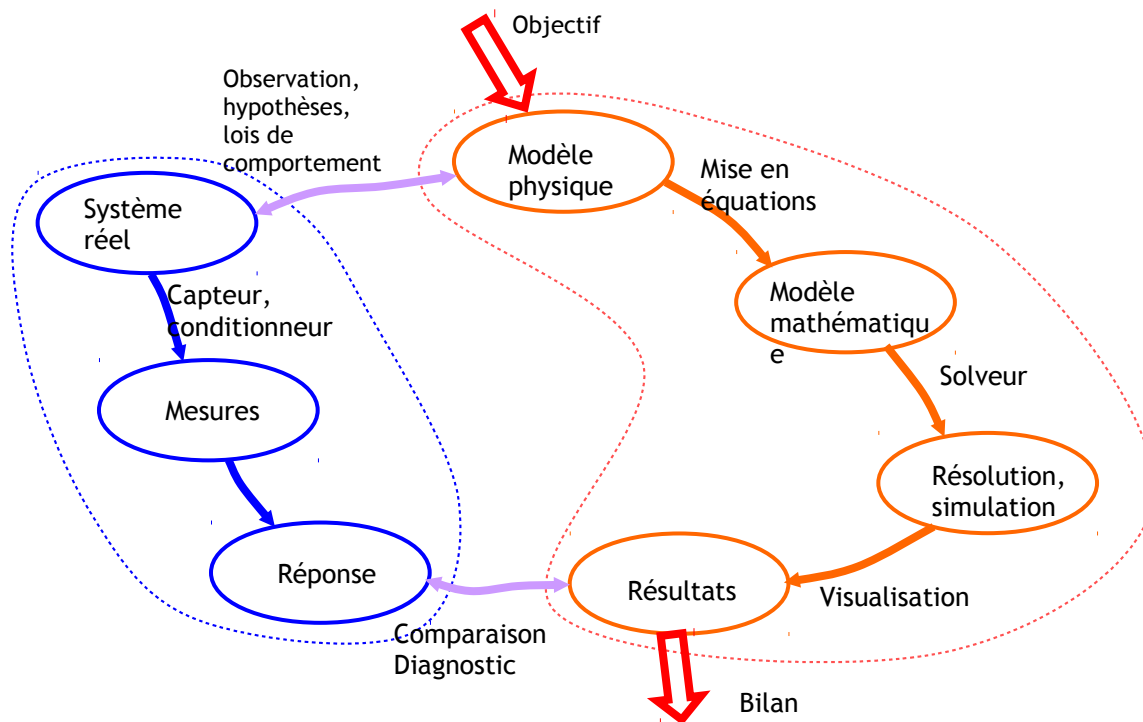 Objectif
Observation,
hypothèses,
lois de
comportement
Modèle
physique
Mise en
équations
Système
réel
Capteur,
conditionneur
Modèle
mathématiqu
e
Solveur
Mesures
Résolution,
simulation
Réponse
Résultats
Visualisation
Comparaison
Diagnostic
Bilan